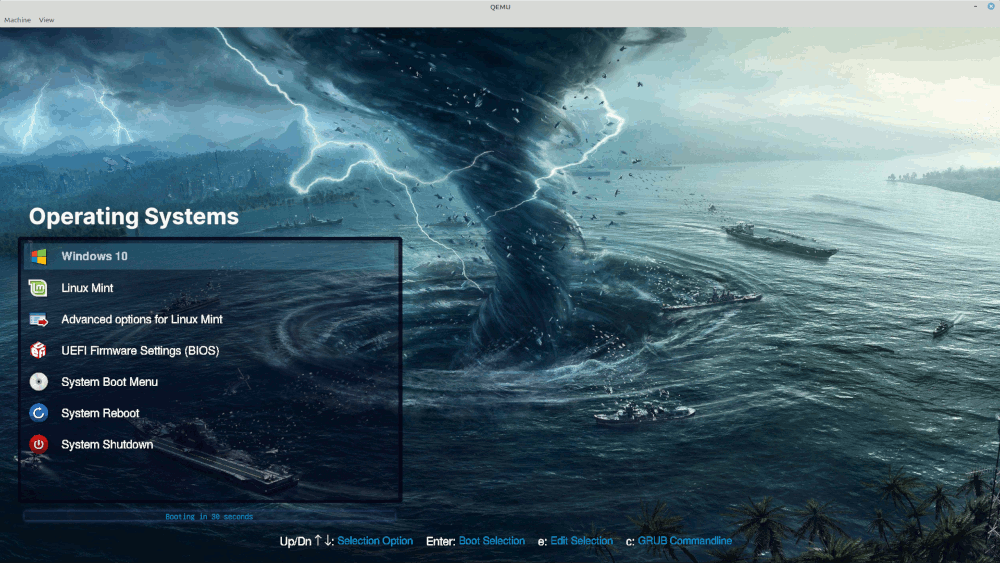 QEMU
Machine View
Operating Systems
Windows 10
Linux Mint
Advanced options for Linux Mint
UEFI Firmware Settings (BIOS)
System Boot Menu
System Reboot
System Shutdown
Booting in 30 seconds
Up/Dn ↑↓: Selection Option Enter: Boot Selection e: Edit Selection c: GRUB Commandline